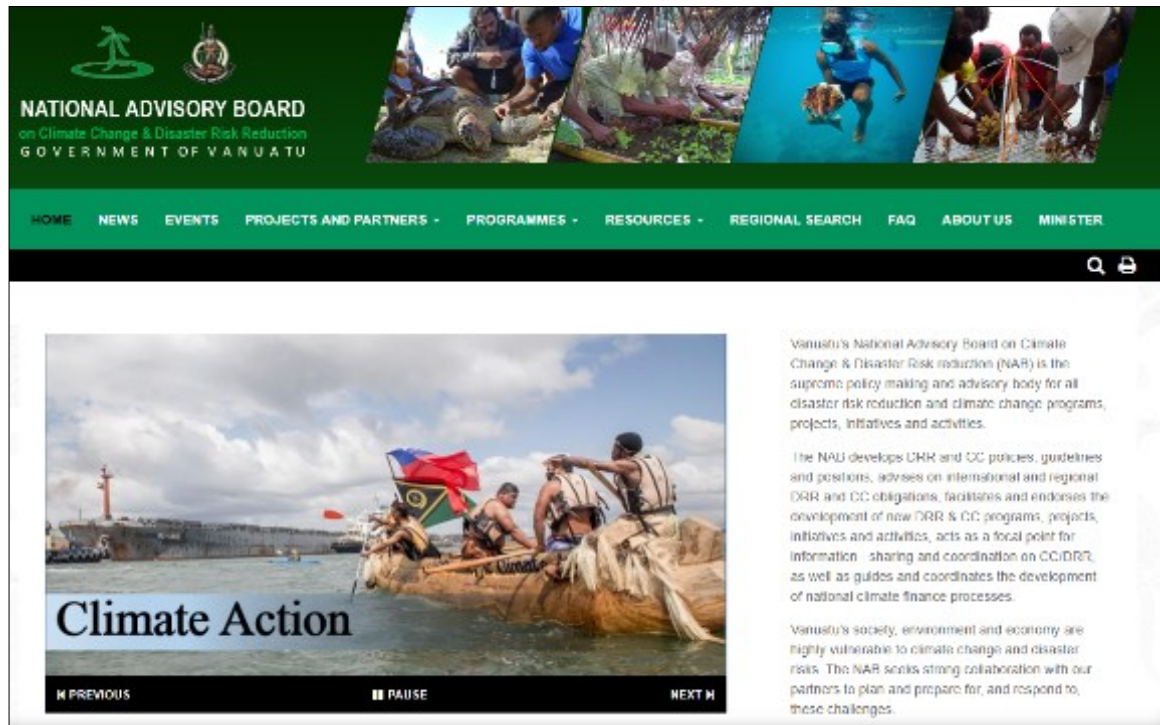 NATIONAL ADVISORY BOARD
on Climate Change & Disaster Risk Reduction
GOVERNMENT OF VANUATU
HOME NEWS EVENTS PROJECTS AND PARTNERS PROGRAMMES RESOURCES REGIONAL SEARCH FAQ ABOUT US MINISTER
Climate Action
PREVIOUS PAUSE NEXT
Vanuatu's National Advisory Board on Climate
Change & Disaster Risk reduction (NAB) is the
supreme policy making and advisory body for all
disaster risk reduction and climate change programs,
projects, initiatives and activities.
The NAB develops DRR and CC policies, guidelines
and positions, advises on international and regional
DRR and CC obligations, facilitates and endorses the
development of new DRR & CC programs, projects,
initiatives and activities, acts as a focal point for
information - sharing and coordination on CC/DRR,
as well as guides and coordinates the development
of national climate finance processes.
Vanuatu's society, environment and economy are
highly vulnerable to climate change and disaster
risks. The NAB seeks strong collaboration with our
partners to plan and prepare for, and respond to,
these challenges.